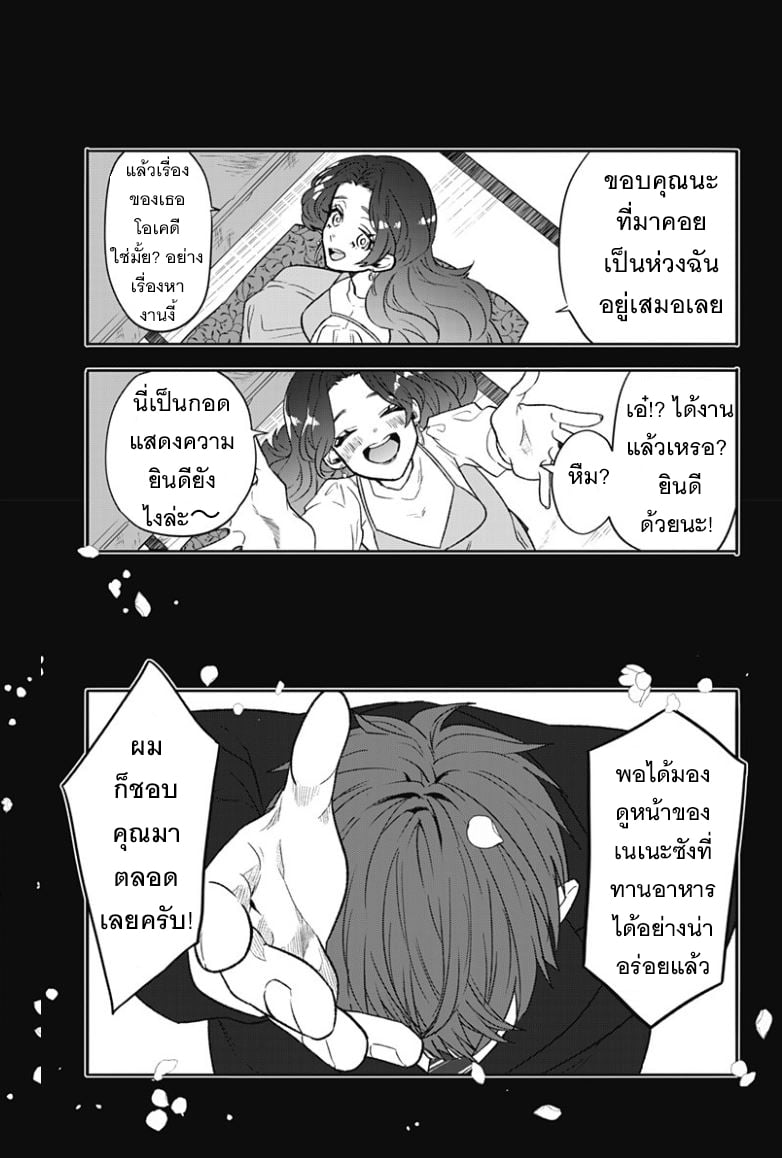 ขอบคุณนะ
ที่มาคอย
เป็นห่วงฉัน
อยู่เสมอเลย
แล้วเรื่อง
ของเธอ
โอเคดี
ใช่มั้ย? อย่าง
เรื่องหา
งานงี้
เอ๋!? ได้งาน
แล้วเหรอ?
ยินดี
ด้วยนะ!
หืม?
นี่เป็นกอด
แสดงความ
ยินดียัง
ไงล่ะ～
พอได้มอง
ดูหน้าของ
เนเนะซังที่
ทานอาหาร
ได้อย่างน่า
อร่อยแล้ว
ผม
ก็ชอบ
คุณมา
ตลอด
เลยครับ!